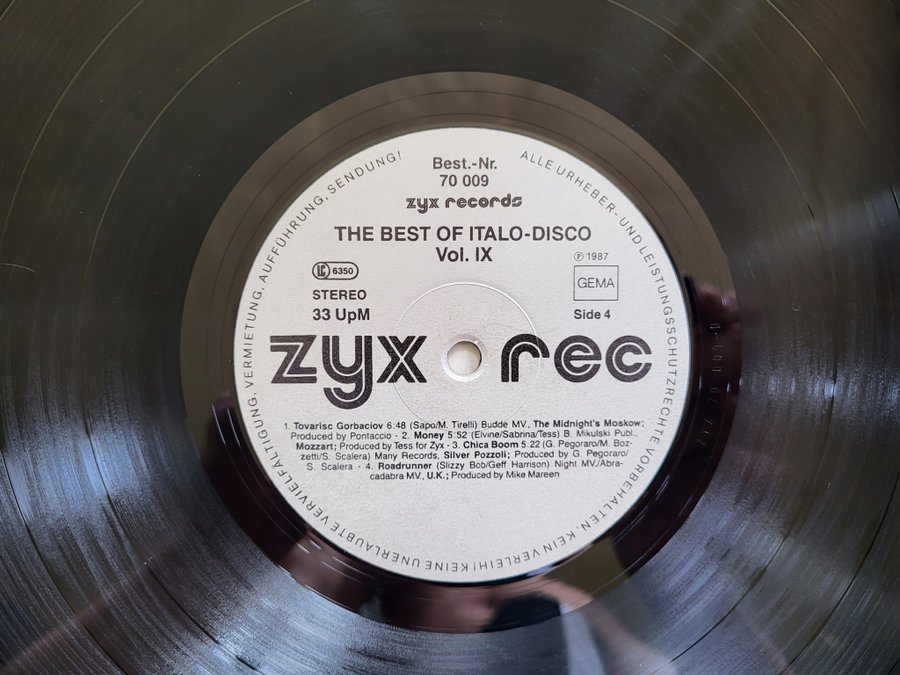 Best.-Nr.
70 009
zyx records
THE BEST OF ITALO-DISCO
Vol. IX
LC 6350
℗ 1987
GEMA
STEREO
33 UpM
Side 4
zyx rec
1. Tovarisc Gorbaciov 6:48 (Sapo/M. Tirelli) Budde MV., The Midnight's Moskow;
Produced by Pontaccio - 2. Money 5:52 (Elvine/Sabrina/Tess) B. Mikulski Publ.,
Mozzart; Produced by Tess for Zyx - 3. Chica Boom 5:22 (G. Pegoraro/M. Boz-
zetti/S. Scalera) Many Records, Silver Pozzoli; Produced by G. Pegoraro/
S. Scalera - 4. Roadrunner (Slizzy Bob/Geff Harrison) Night MV./Abra-
cadabra MV., U.K.; Produced by Mike Mareen
ALLE URHEBER- UND LEISTUNGSSCHUTZRECHTE VORBEHALTEN. KEIN VERLEIH! KEINE UNERLAUBTE VERVIELFÄLTIGUNG, VERMIETUNG, AUFFÜHRUNG, SENDUNG!